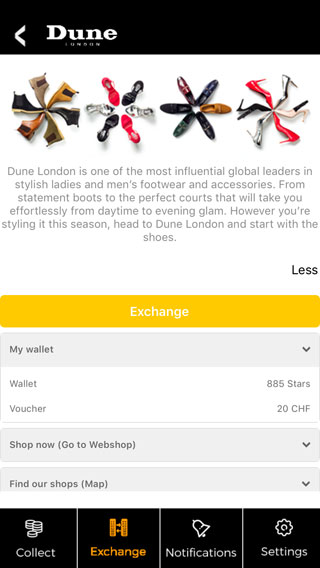 Dune
LONDON
Dune London is one of the most influential global leaders in
stylish ladies and men's footwear and accessories. From
statement boots to the perfect courts that will take you
effortlessly from daytime to evening glam. However you're
styling it this season, head to Dune London and start with the
shoes.
Less
Exchange
My wallet
Wallet 885 Stars
Voucher 20 CHF
Shop now (Go to Webshop)
Find our shops (Map)
Collect Exchange Notifications Settings